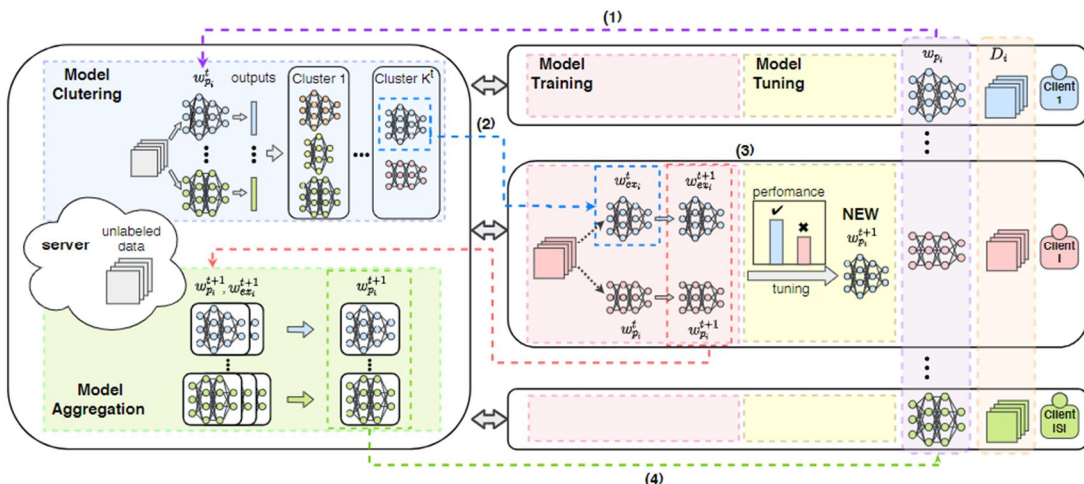 (1)
Model
Clutering
w^t_{p_i}
outputs
Cluster 1
Cluster K^t
server
unlabeled
data
w^{t+1}_{p_i}, w^{t+1}_{ex_i}
w^{t+1}_{p_i}
Model
Aggregation
(2)
Model
Training
Model
Tuning
w_{p_i}
D_i
Client
1
(3)
w^t_{ex_i}
w^{t+1}_{ex_i}
w^t_{p_i}
w^{t+1}_{p_i}
perfomance
tuning
NEW
w^{t+1}_{p_i}
Client
I
Client
ISI
(4)